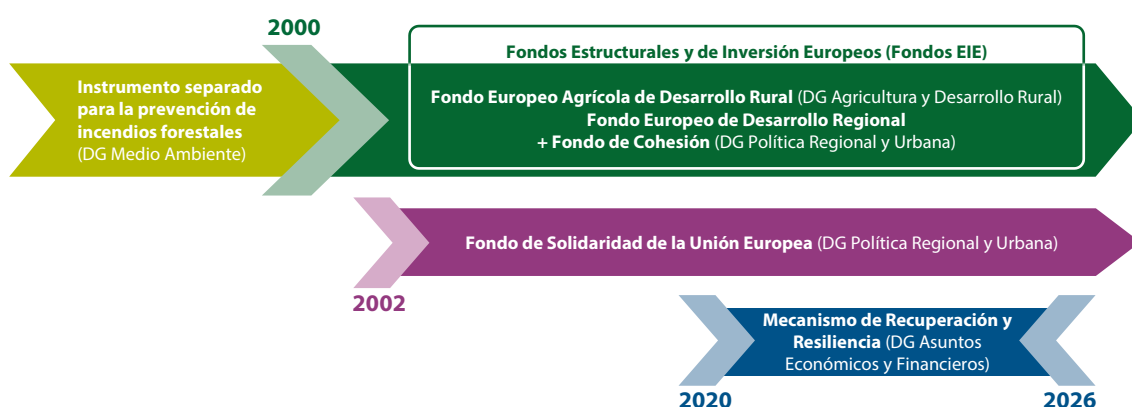 2000
Fondos Estructurales y de Inversión Europeos (Fondos EIE)
Instrumento separado
para la prevención de
incendios forestales
(DG Medio Ambiente)
Fondo Europeo Agrícola de Desarrollo Rural (DG Agricultura y Desarrollo Rural)
Fondo Europeo de Desarrollo Regional
+ Fondo de Cohesión (DG Política Regional y Urbana)
Fondo de Solidaridad de la Unión Europea (DG Política Regional y Urbana)
2002
Mecanismo de Recuperación y
Resiliencia (DG Asuntos
Económicos y Financieros)
2020
2026